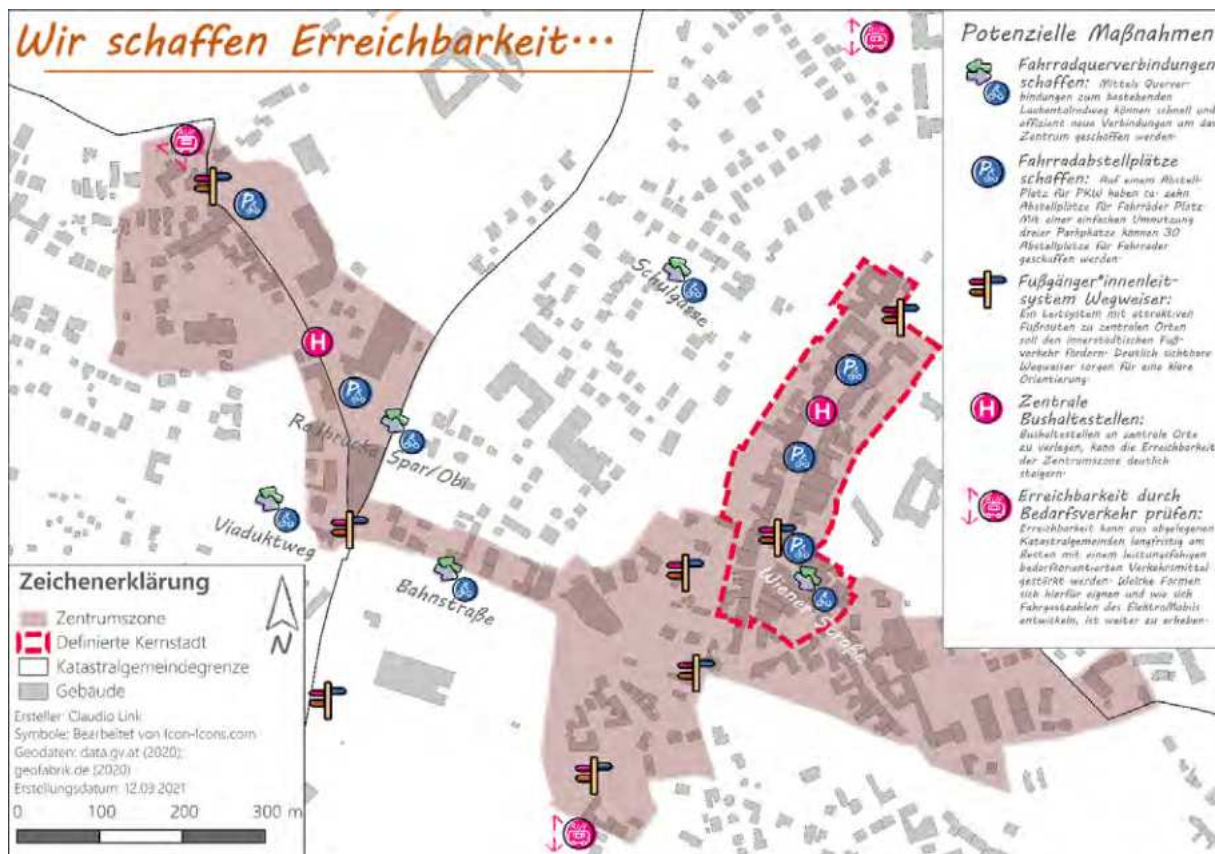 Wir schaffen Erreichbarkeit...
Potenzielle Maßnahmen
Fahrradquerverbindungen
schaffen: Mittels Querver-
bindungen zum bestehenden
Laabentalradweg können schnell und
effizient neue Verbindungen um das
Zentrum geschaffen werden.
Fahrradabstellplätze
schaffen: Auf einem Abstell-
Platz für PKW haben ca. zehn
Abstellplätze für Fahrräder Platz.
Mit einer einfachen Umnutzung
dreier Parkplätze können 30
Abstellplätze für Fahrräder
geschaffen werden.
Fußgänger*innenleit-
system Wegweiser:
Ein Leitsystem mit attraktiven
Fußrouten zu zentralen Orten
soll den innerstädtischen Fuß-
verkehr fördern. Deutlich sichtbare
Wegweiser sorgen für eine klare
Orientierung.
H
Zentrale
Bushaltestellen:
Bushaltestellen an zentrale Orte
zu verlegen, kann die Erreichbarkeit
der Zentrumszone deutlich
steigern.
Erreichbarkeit durch
Bedarfsverkehr prüfen:
Erreichbarkeit kann aus abgelegenen
Katastralgemeinden langfristig am
Besten mit einem leistungsfähigen
bedarfsorientierten Verkehrsmittel
gestärkt werden. Welche Formen
sich hierfür eignen und wie sich
Fahrgastzahlen des ElektroMobils
entwickeln, ist weiter zu erheben.
P
H
P
Schulgasse
P
H
P
P
Radbrücke Spar/Obi
Viaduktweg
Bahnstraße
Wiener Straße
Zeichenerklärung
N
Zentrumszone
Definierte Kernstadt
Katastralgemeindegrenze
Gebäude
Ersteller: Claudio Link
Symbole: Bearbeitet von Icon-Icons.com
Geodaten: data.gv.at (2020);
geofabrik.de (2020)
Erstellungsdatum: 12.03.2021
0 100 200 300 m